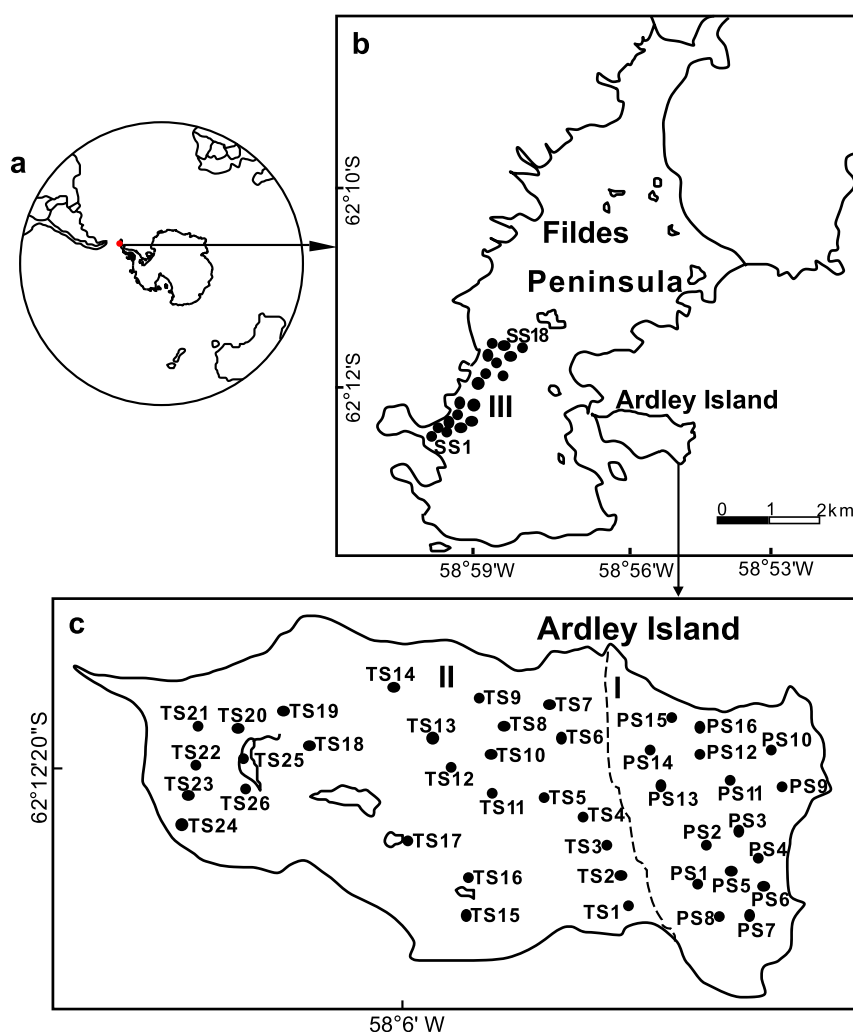 a
b
62°10'S
Fildes
Peninsula
SS18
62°12'S
III
Ardley Island
SS1
0 1 2km
58°59'W 58°56'W 58°53'W
c
Ardley Island
II
I
TS14
TS9
TS7
TS21 TS20 TS19
TS13 TS8 TS6
PS15 PS16
TS22 TS25 TS18
TS10
PS14 PS12 PS10
62°12'20"S
TS12
TS23 TS26
TS11 TS5
PS13 PS11 PS9
TS24
TS4
TS17
TS3
PS2 PS3
PS4
TS16
TS2
PS1 PS5 PS6
TS15
TS1
PS8 PS7
58°6' W